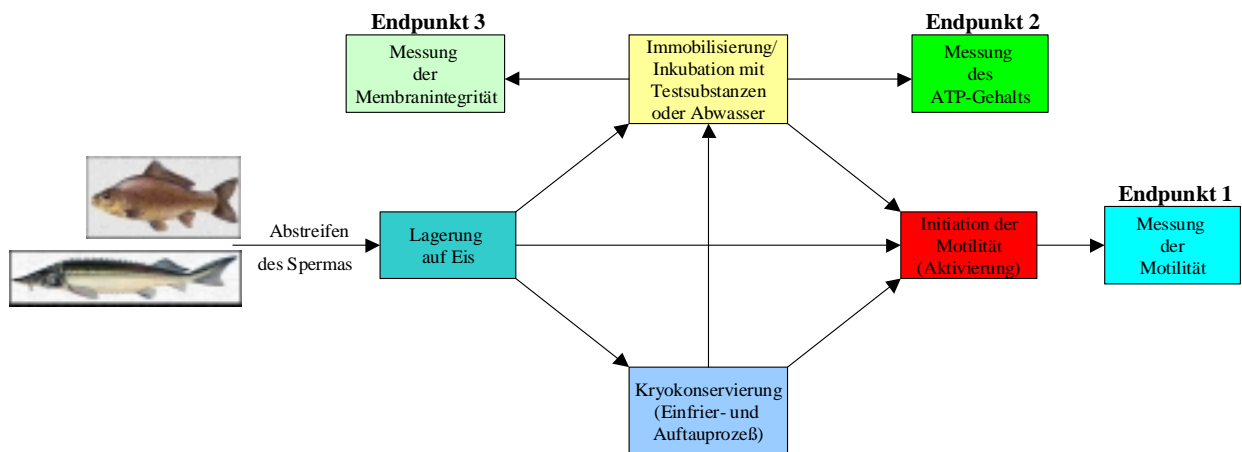 Endpunkt 3
Messung
der
Membranintegrität
Immobilisierung/
Inkubation mit
Testsubstanzen
oder Abwasser
Endpunkt 2
Messung
des
ATP-Gehalts
Abstreifen
des Spermas
Lagerung
auf Eis
Initiation der
Motilität
(Aktivierung)
Endpunkt 1
Messung
der
Motilität
Kryokonservierung
(Einfrier- und
Auftauprozeß)